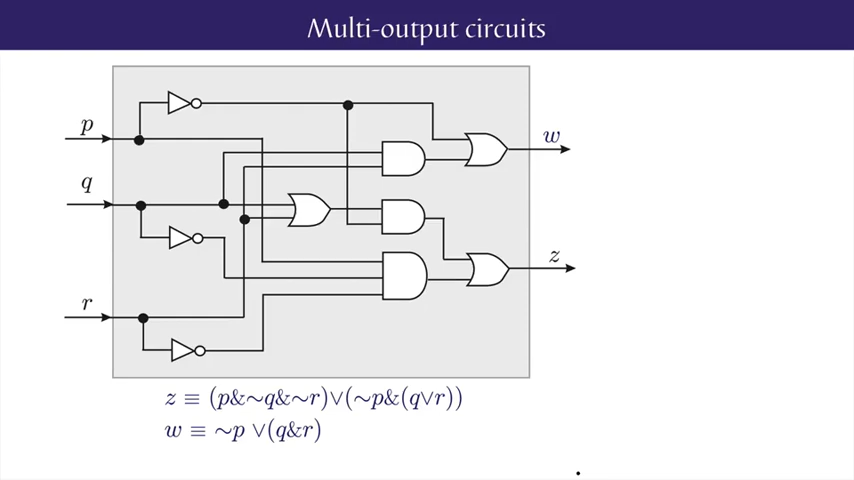 Multi-output circuits
p
w
q
z
r
z ≡ (p&∼q&∼r)∨(∼p&(q∨r))
w ≡ ∼p ∨(q&r)
.